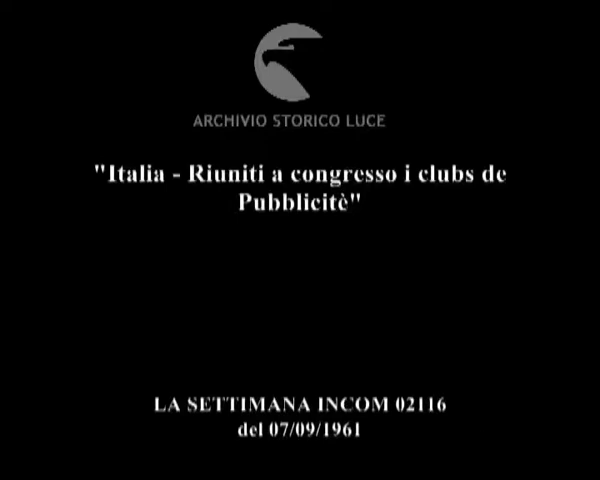 ARCHIVIO STORICO LUCE
"Italia - Riuniti a congresso i clubs de
Pubblicitè"
LA SETTIMANA INCOM 02116
del 07/09/1961